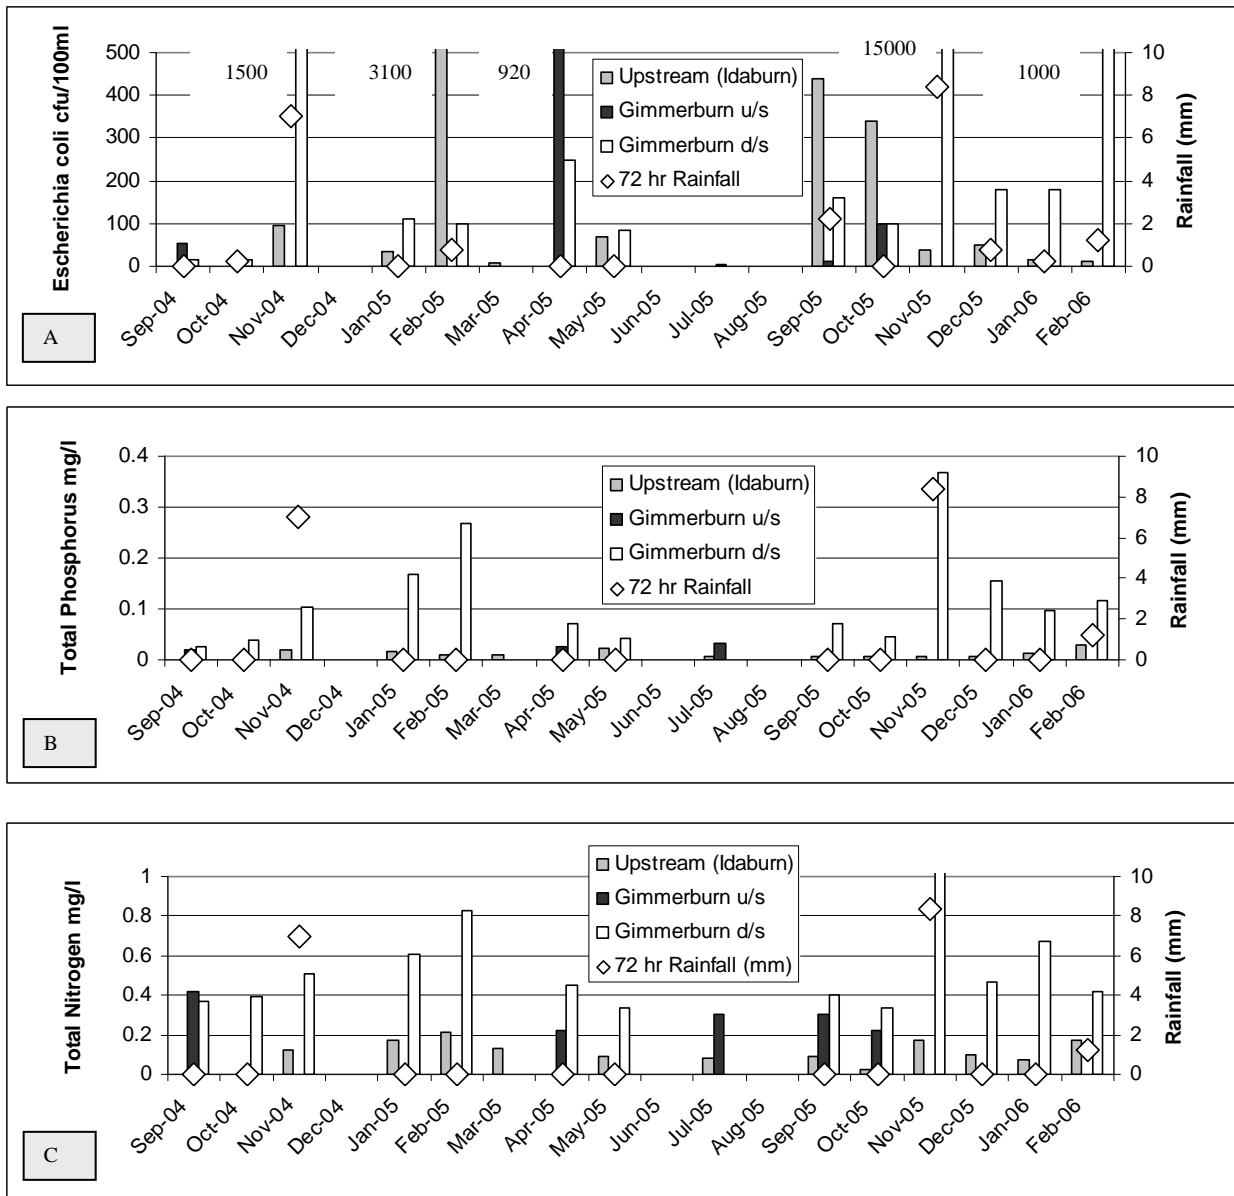 Escherichia coli cfu/100ml
500
400
300
200
100
0
1500
3100
920
15000
1000
Upstream (Idaburn)
Gimmerburn u/s
Gimmerburn d/s
72 hr Rainfall
10
8
6
4
2
0
Rainfall (mm)
Sep-04
Oct-04
Nov-04
Dec-04
Jan-05
Feb-05
Mar-05
Apr-05
May-05
Jun-05
Jul-05
Aug-05
Sep-05
Oct-05
Nov-05
Dec-05
Jan-06
Feb-06
A
Total Phosphorus mg/l
0.4
0.3
0.2
0.1
0
Upstream (Idaburn)
Gimmerburn u/s
Gimmerburn d/s
72 hr Rainfall
10
8
6
4
2
0
Rainfall (mm)
Sep-04
Oct-04
Nov-04
Dec-04
Jan-05
Feb-05
Mar-05
Apr-05
May-05
Jun-05
Jul-05
Aug-05
Sep-05
Oct-05
Nov-05
Dec-05
Jan-06
Feb-06
B
Total Nitrogen mg/l
1
0.8
0.6
0.4
0.2
0
Upstream (Idaburn)
Gimmerburn u/s
Gimmerburn d/s
72 hr Rainfall (mm)
10
8
6
4
2
0
Rainfall (mm)
Sep-04
Oct-04
Nov-04
Dec-04
Jan-05
Feb-05
Mar-05
Apr-05
May-05
Jun-05
Jul-05
Aug-05
Sep-05
Oct-05
Nov-05
Dec-05
Jan-06
Feb-06
C